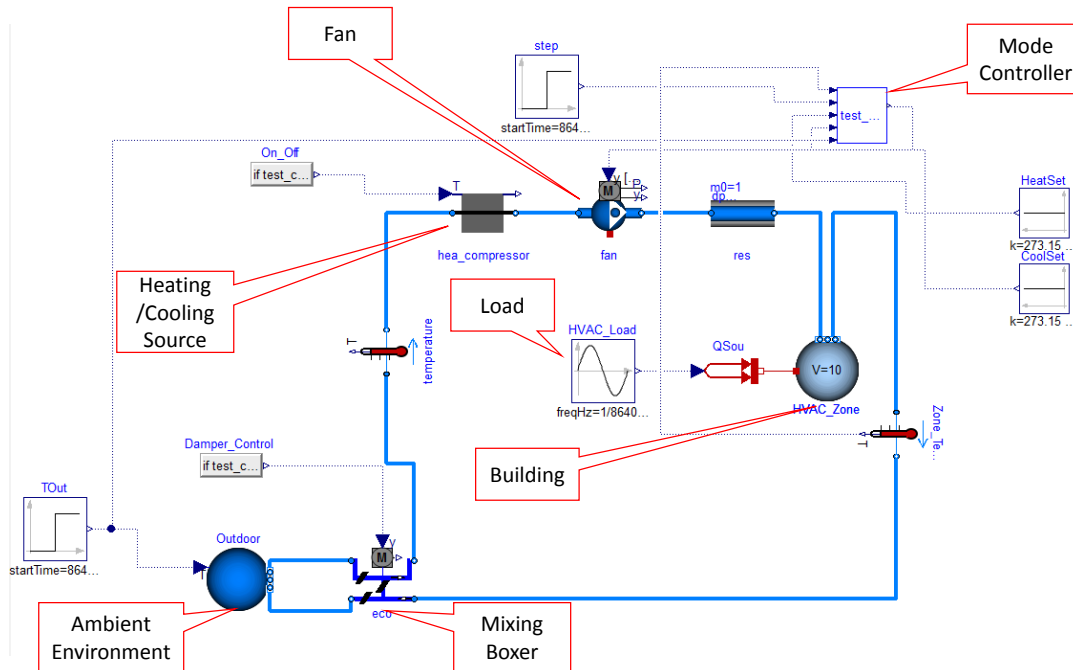 Fan
step
Mode
Controller
startTime=864...
test_...
On_Off
if test_c...
T
y [...
P
M
y
m0=1
dp...
HeatSet
k=273.15 ...
hea_compressor
fan
res
CoolSet
k=273.15 ...
Heating
/Cooling
Source
Load
HVAC_Load
QSou
T
temperature
V=10
freqHz=1/8640...
HVAC_Zone
Zone_Te
...
T
Damper_Control
if test_c...
Building
TOut
y
M
Outdoor
startTime=864...
T
eco
Ambient
Environment
Mixing
Boxer